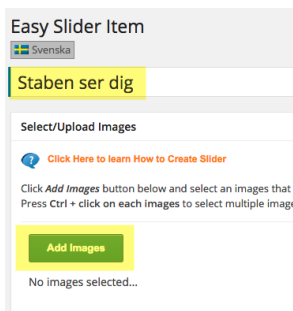 Easy Slider Item
Svenska
Staben ser dig
Select/Upload Images
Click Here to learn How to Create Slider
Click Add Images button below and select an images that
Press Ctrl + click on each images to select multiple image
Add Images
No images selected...